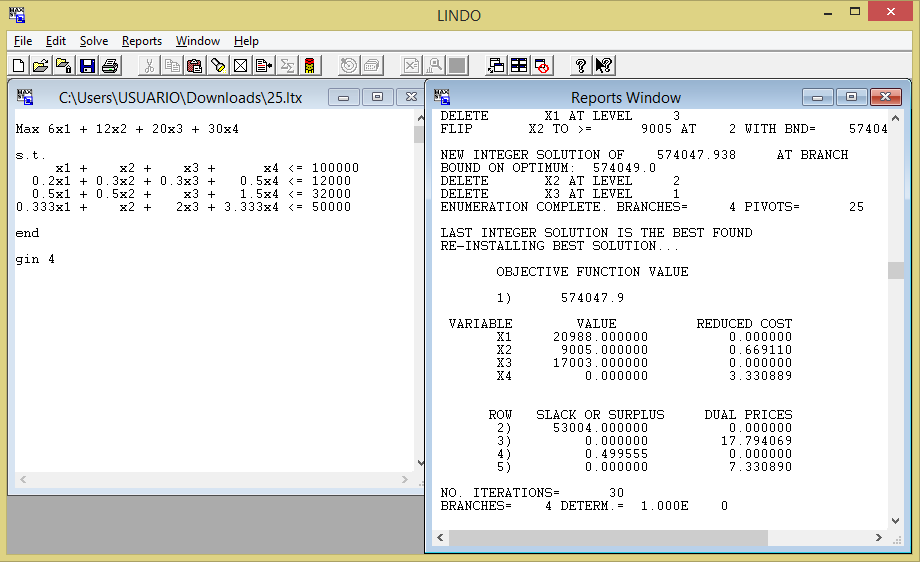 LINDO
File Edit Solve Reports Window Help
C:\Users\USUARIO\Downloads\25.ltx
Max 6x1 + 12x2 + 20x3 + 30x4
s.t.
x1 + x2 + x3 + x4 <= 100000
0.2x1 + 0.3x2 + 0.3x3 + 0.5x4 <= 12000
0.5x1 + 0.5x2 + x3 + 1.5x4 <= 32000
0.333x1 + x2 + 2x3 + 3.333x4 <= 50000
end
gin 4
Reports Window
DELETE X1 AT LEVEL 3
FLIP X2 TO >= 9005 AT 2 WITH BND= 57404
NEW INTEGER SOLUTION OF 574047.938 AT BRANCH
BOUND ON OPTIMUM: 574049.0
DELETE X2 AT LEVEL 2
DELETE X3 AT LEVEL 1
ENUMERATION COMPLETE. BRANCHES= 4 PIVOTS= 25
LAST INTEGER SOLUTION IS THE BEST FOUND
RE-INSTALLING BEST SOLUTION...
OBJECTIVE FUNCTION VALUE
1) 574047.9
VARIABLE VALUE REDUCED COST
X1 20988.000000 0.000000
X2 9005.000000 0.669110
X3 17003.000000 0.000000
X4 0.000000 3.330889
ROW SLACK OR SURPLUS DUAL PRICES
2) 53004.000000 0.000000
3) 0.000000 17.794069
4) 0.499555 0.000000
5) 0.000000 7.330890
NO. ITERATIONS= 30
BRANCHES= 4 DETERM.= 1.000E 0